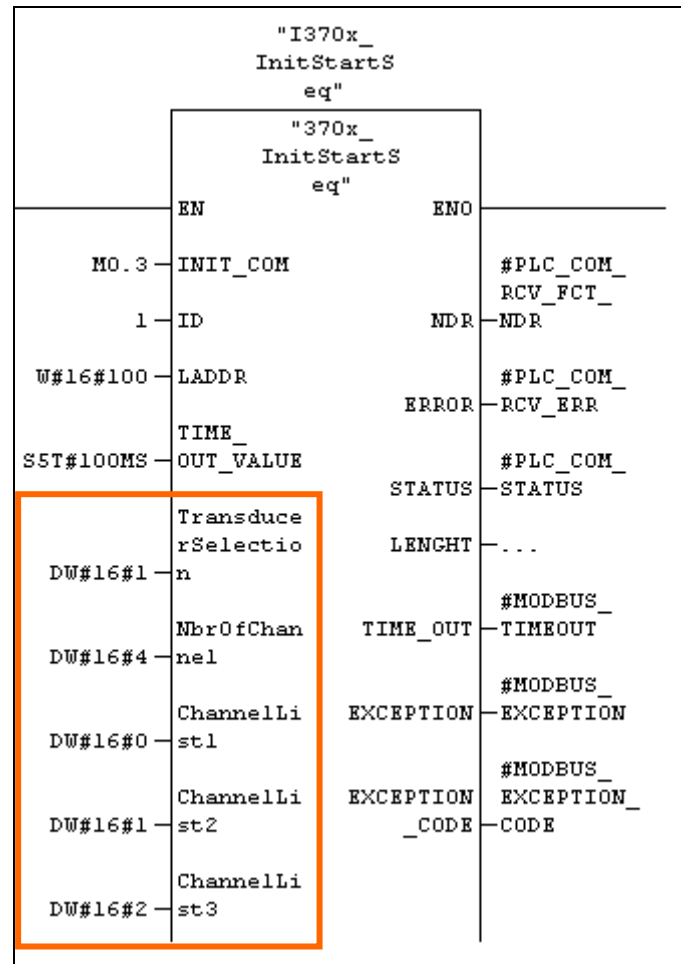 "I370x_
InitStartS
eq"
"370x_
InitStartS
eq"
EN ENO
M0.3 INIT_COM #PLC_COM_
RCV_FCT_
1 ID NDR NDR
W#16#100 LADDR #PLC_COM_
ERROR RCV_ERR
TIME_
S5T#100MS OUT_VALUE #PLC_COM_
STATUS STATUS
Transduce
rSelectio LENGHT ...
DW#16#1 n
#MODBUS_
NbrOfChan TIME_OUT TIMEOUT
DW#16#4 nel
#MODBUS_
ChannelLi EXCEPTION EXCEPTION
DW#16#0 st1
#MODBUS_
ChannelLi EXCEPTION EXCEPTION_
DW#16#1 st2 _CODE CODE
ChannelLi
DW#16#2 st3